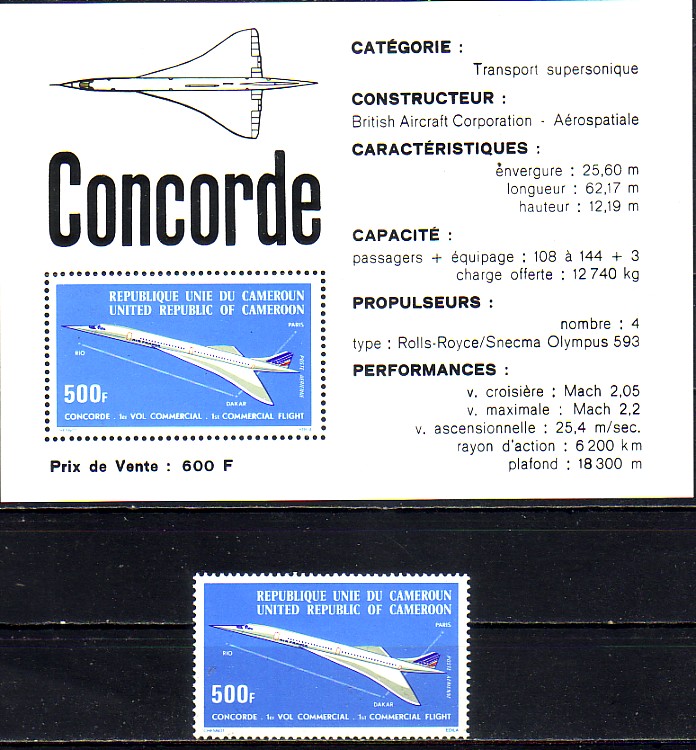 Concorde
REPUBLIQUE UNIE DU CAMEROUN
UNITED REPUBLIC OF CAMEROON
PARIS
RIO
POSTE AERIENNE
500F
DAKAR
CONCORDE . 1er VOL COMMERCIAL . 1st COMMERCIAL FLIGHT
EDILA
Prix de Vente : 600 F
CATÉGORIE :
Transport supersonique
CONSTRUCTEUR :
British Aircraft Corporation - Aérospatiale
CARACTÉRISTIQUES :
envergure : 25,60 m
longueur : 62,17 m
hauteur : 12,19 m
CAPACITÉ :
passagers + équipage : 108 à 144 + 3
charge offerte : 12 740 kg
PROPULSEURS :
nombre : 4
type : Rolls-Royce/Snecma Olympus 593
PERFORMANCES :
v. croisière : Mach 2,05
v. maximale : Mach 2,2
v. ascensionnelle : 25,4 m/sec.
rayon d'action : 6 200 km
plafond : 18 300 m
REPUBLIQUE UNIE DU CAMEROUN
UNITED REPUBLIC OF CAMEROON
PARIS
RIO
POSTE AERIENNE
500F
DAKAR
CONCORDE . 1er VOL COMMERCIAL . 1st COMMERCIAL FLIGHT
EDILA